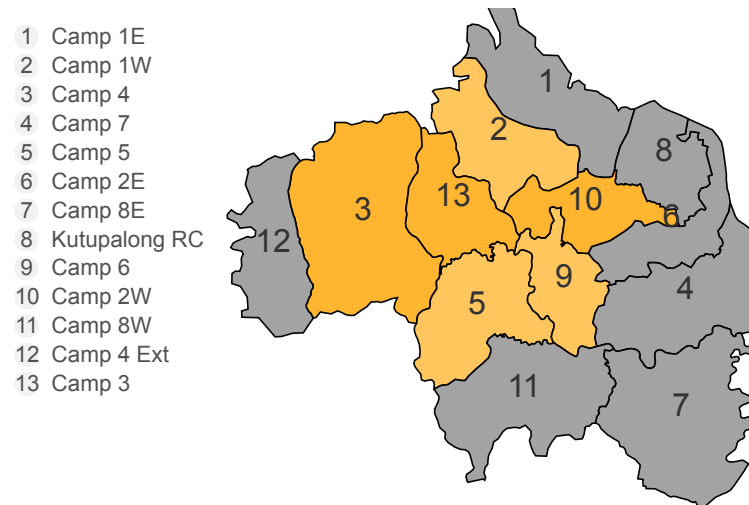 1 Camp 1E
2 Camp 1W
3 Camp 4
4 Camp 7
5 Camp 5
6 Camp 2E
7 Camp 8E
8 Kutupalong RC
9 Camp 6
10 Camp 2W
11 Camp 8W
12 Camp 4 Ext
13 Camp 3
1
2
8
13
10
3
6
12
9
4
5
11
7